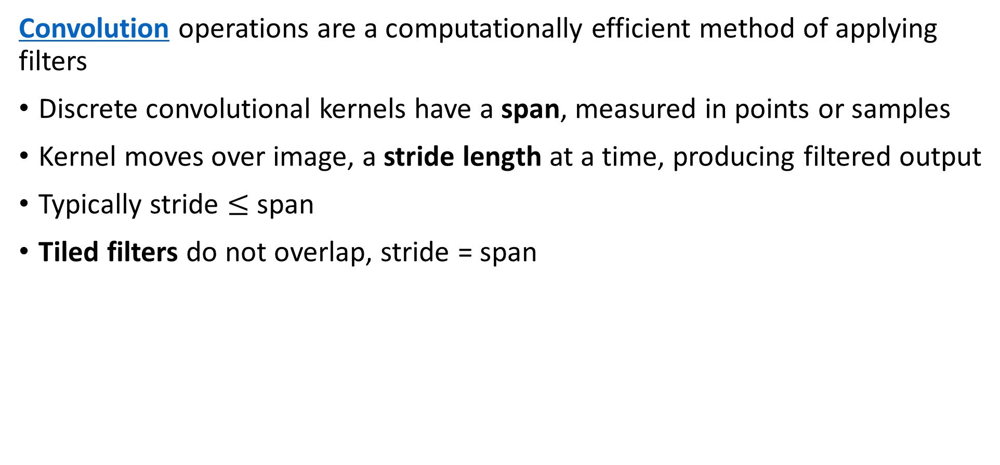 Convolution operations are a computationally efficient method of applying
filters
• Discrete convolutional kernels have a span, measured in points or samples
• Kernel moves over image, a stride length at a time, producing filtered output
• Typically stride ≤ span
• Tiled filters do not overlap, stride = span